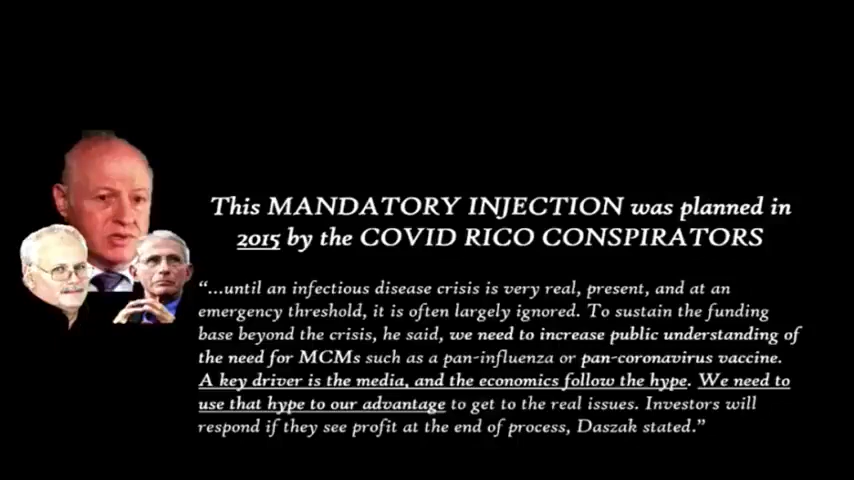 This MANDATORY INJECTION was planned in
2015 by the COVID RICO CONSPIRATORS
“...until an infectious disease crisis is very real, present, and at an
emergency threshold, it is often largely ignored. To sustain the funding
base beyond the crisis, he said, we need to increase public understanding of
the need for MCMs such as a pan-influenza or pan-coronavirus vaccine.
A key driver is the media, and the economics follow the hype. We need to
use that hype to our advantage to get to the real issues. Investors will
respond if they see profit at the end of process, Daszak stated.”